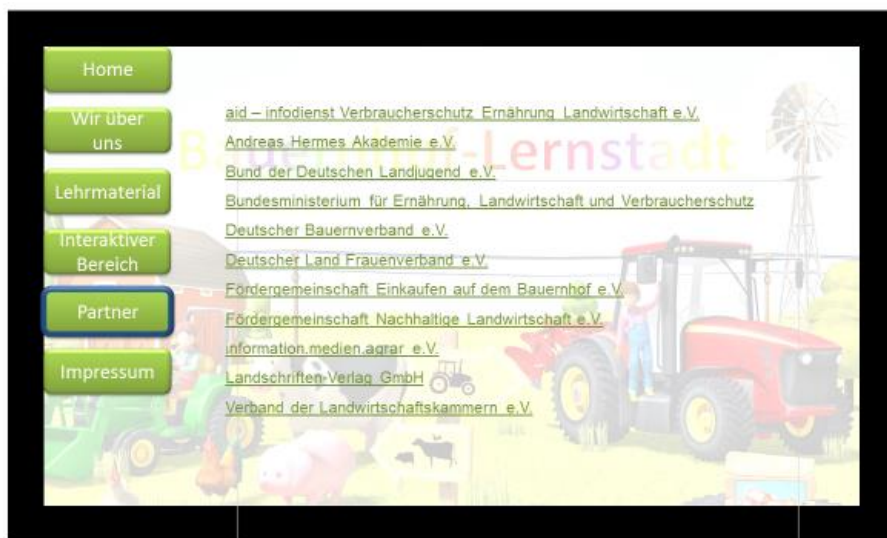 Home
Wir über
uns
Lehrmaterial
Interaktiver
Bereich
Partner
Impressum
Bauernhof-Lernstadt
aid – infodienst Verbraucherschutz Ernährung Landwirtschaft e.V.
Andreas Hermes Akademie e.V.
Bund der Deutschen Landjugend e.V.
Bundesministerium für Ernährung, Landwirtschaft und Verbraucherschutz
Deutscher Bauernverband e.V.
Deutscher Land Frauenverband e.V.
Fördergemeinschaft Einkaufen auf dem Bauernhof e.V.
Fördergemeinschaft Nachhaltige Landwirtschaft e.V.
information.medien.agrar e.V.
Landschriften-Verlag GmbH
Verband der Landwirtschaftskammern e.V.